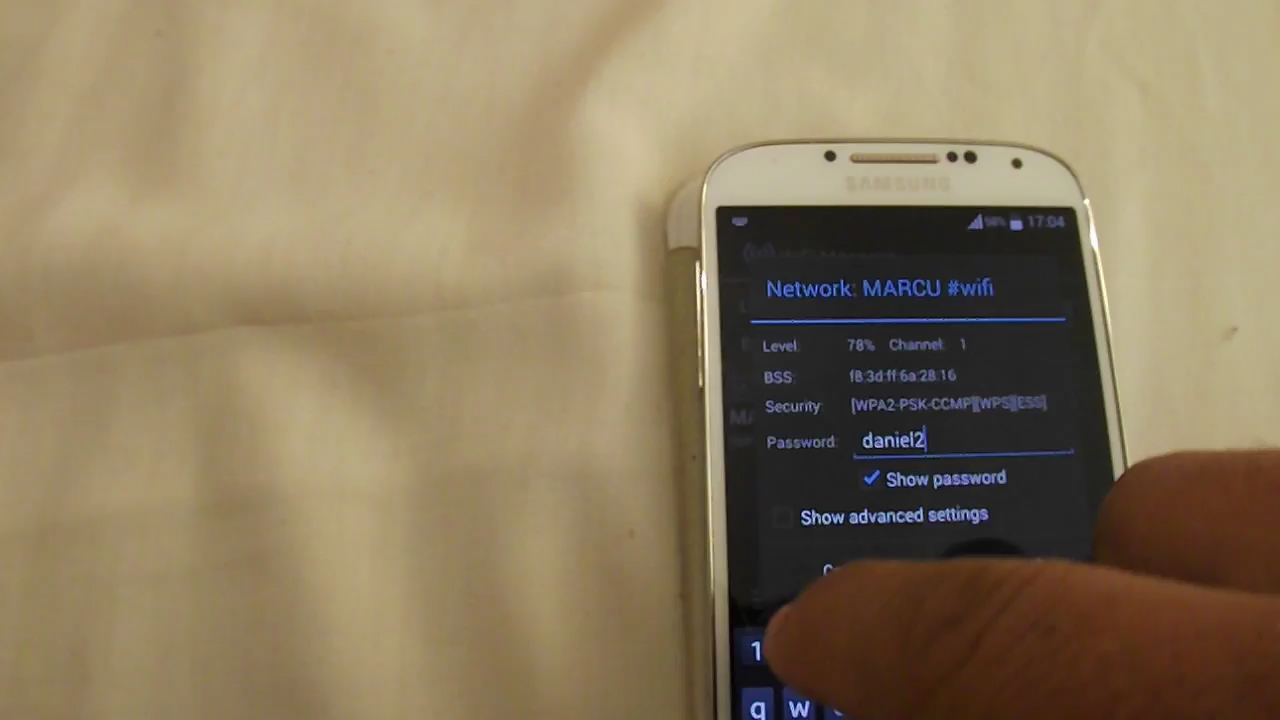 SAMSUNG
17:04
Network: MARCU #wifi
Level: 78% Channel: 1
BSS: f8:3d:ff:6a:28:16
Security: [WPA2-PSK-CCMP][WPS][ESS]
Password: daniel2
Show password
Show advanced settings
1
q w